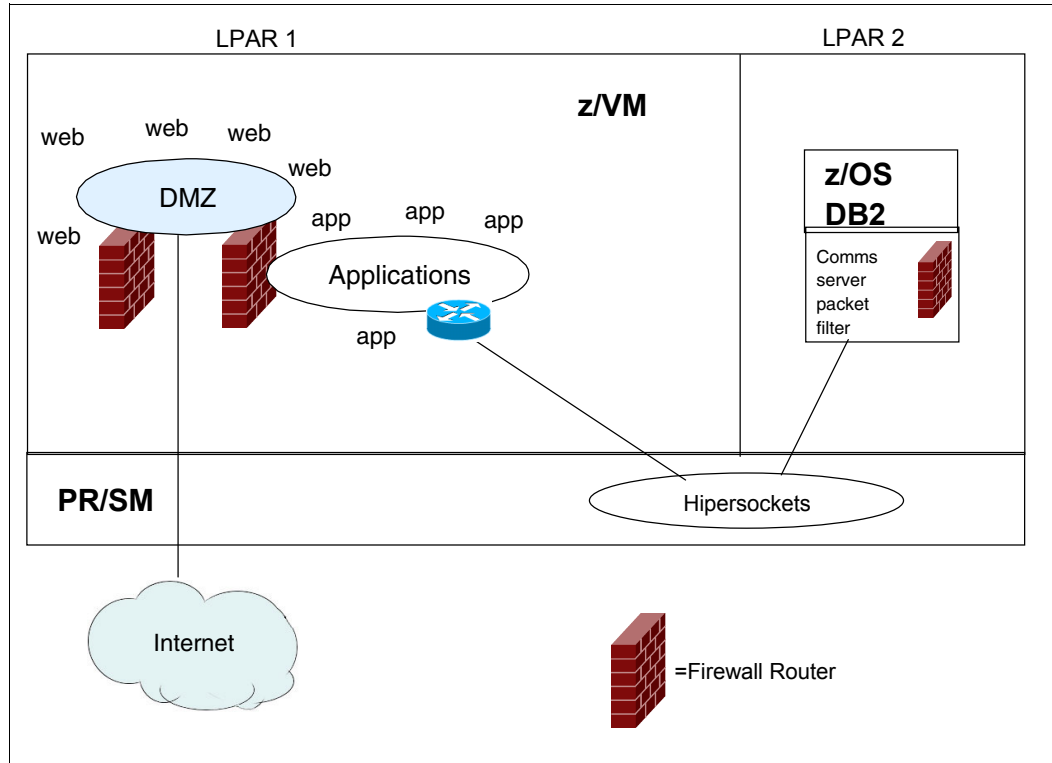 LPAR 1
LPAR 2
z/VM
web
web
web
web
web
DMZ
app
app
app
Applications
app
z/OS
DB2
Comms
server
packet
filter
PR/SM
Hipersockets
Internet
=Firewall Router